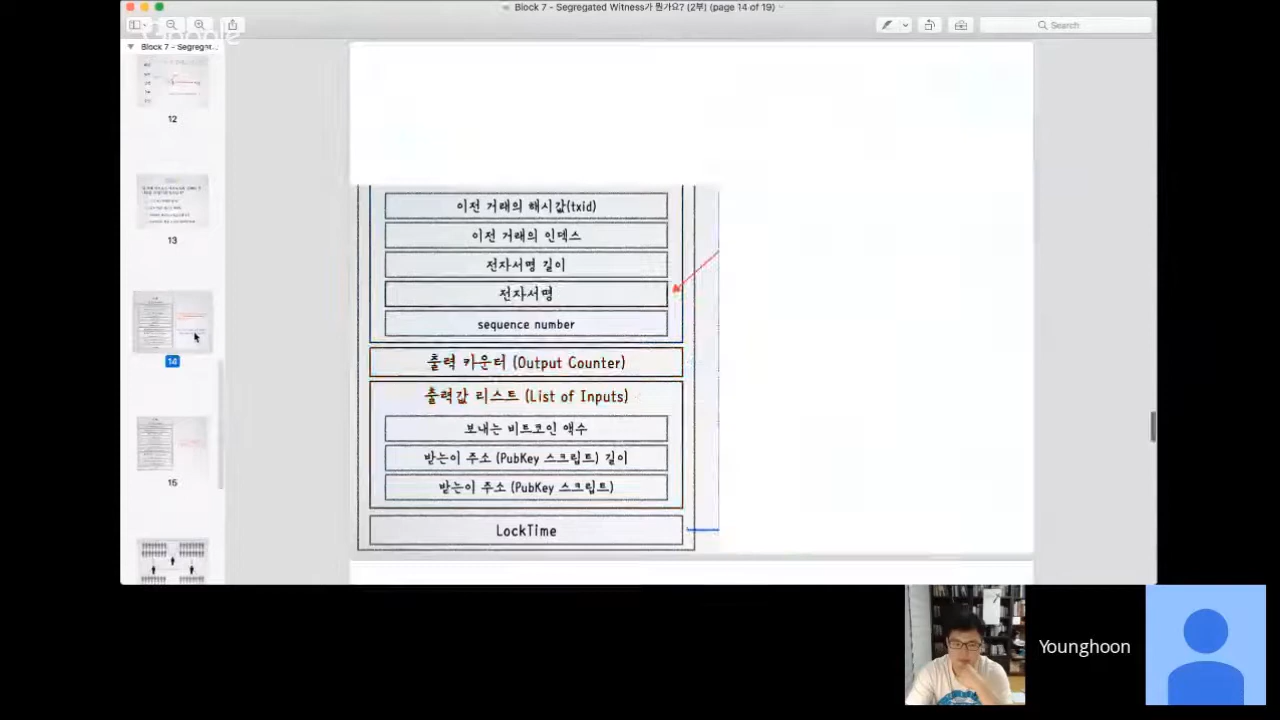 Block 7 - Segregated Witness가 뭔가요? (2부) (page 14 of 19)
Search
Block 7 - Segregat...
12
13
14
15
이전 거래의 해시값(txid)
이전 거래의 인덱스
전자서명 길이
전자서명
sequence number
출력 카운터 (Output Counter)
출력값 리스트 (List of Inputs)
보내는 비트코인 액수
받는이 주소 (PubKey 스크립트) 길이
받는이 주소 (PubKey 스크립트)
LockTime
Younghoon